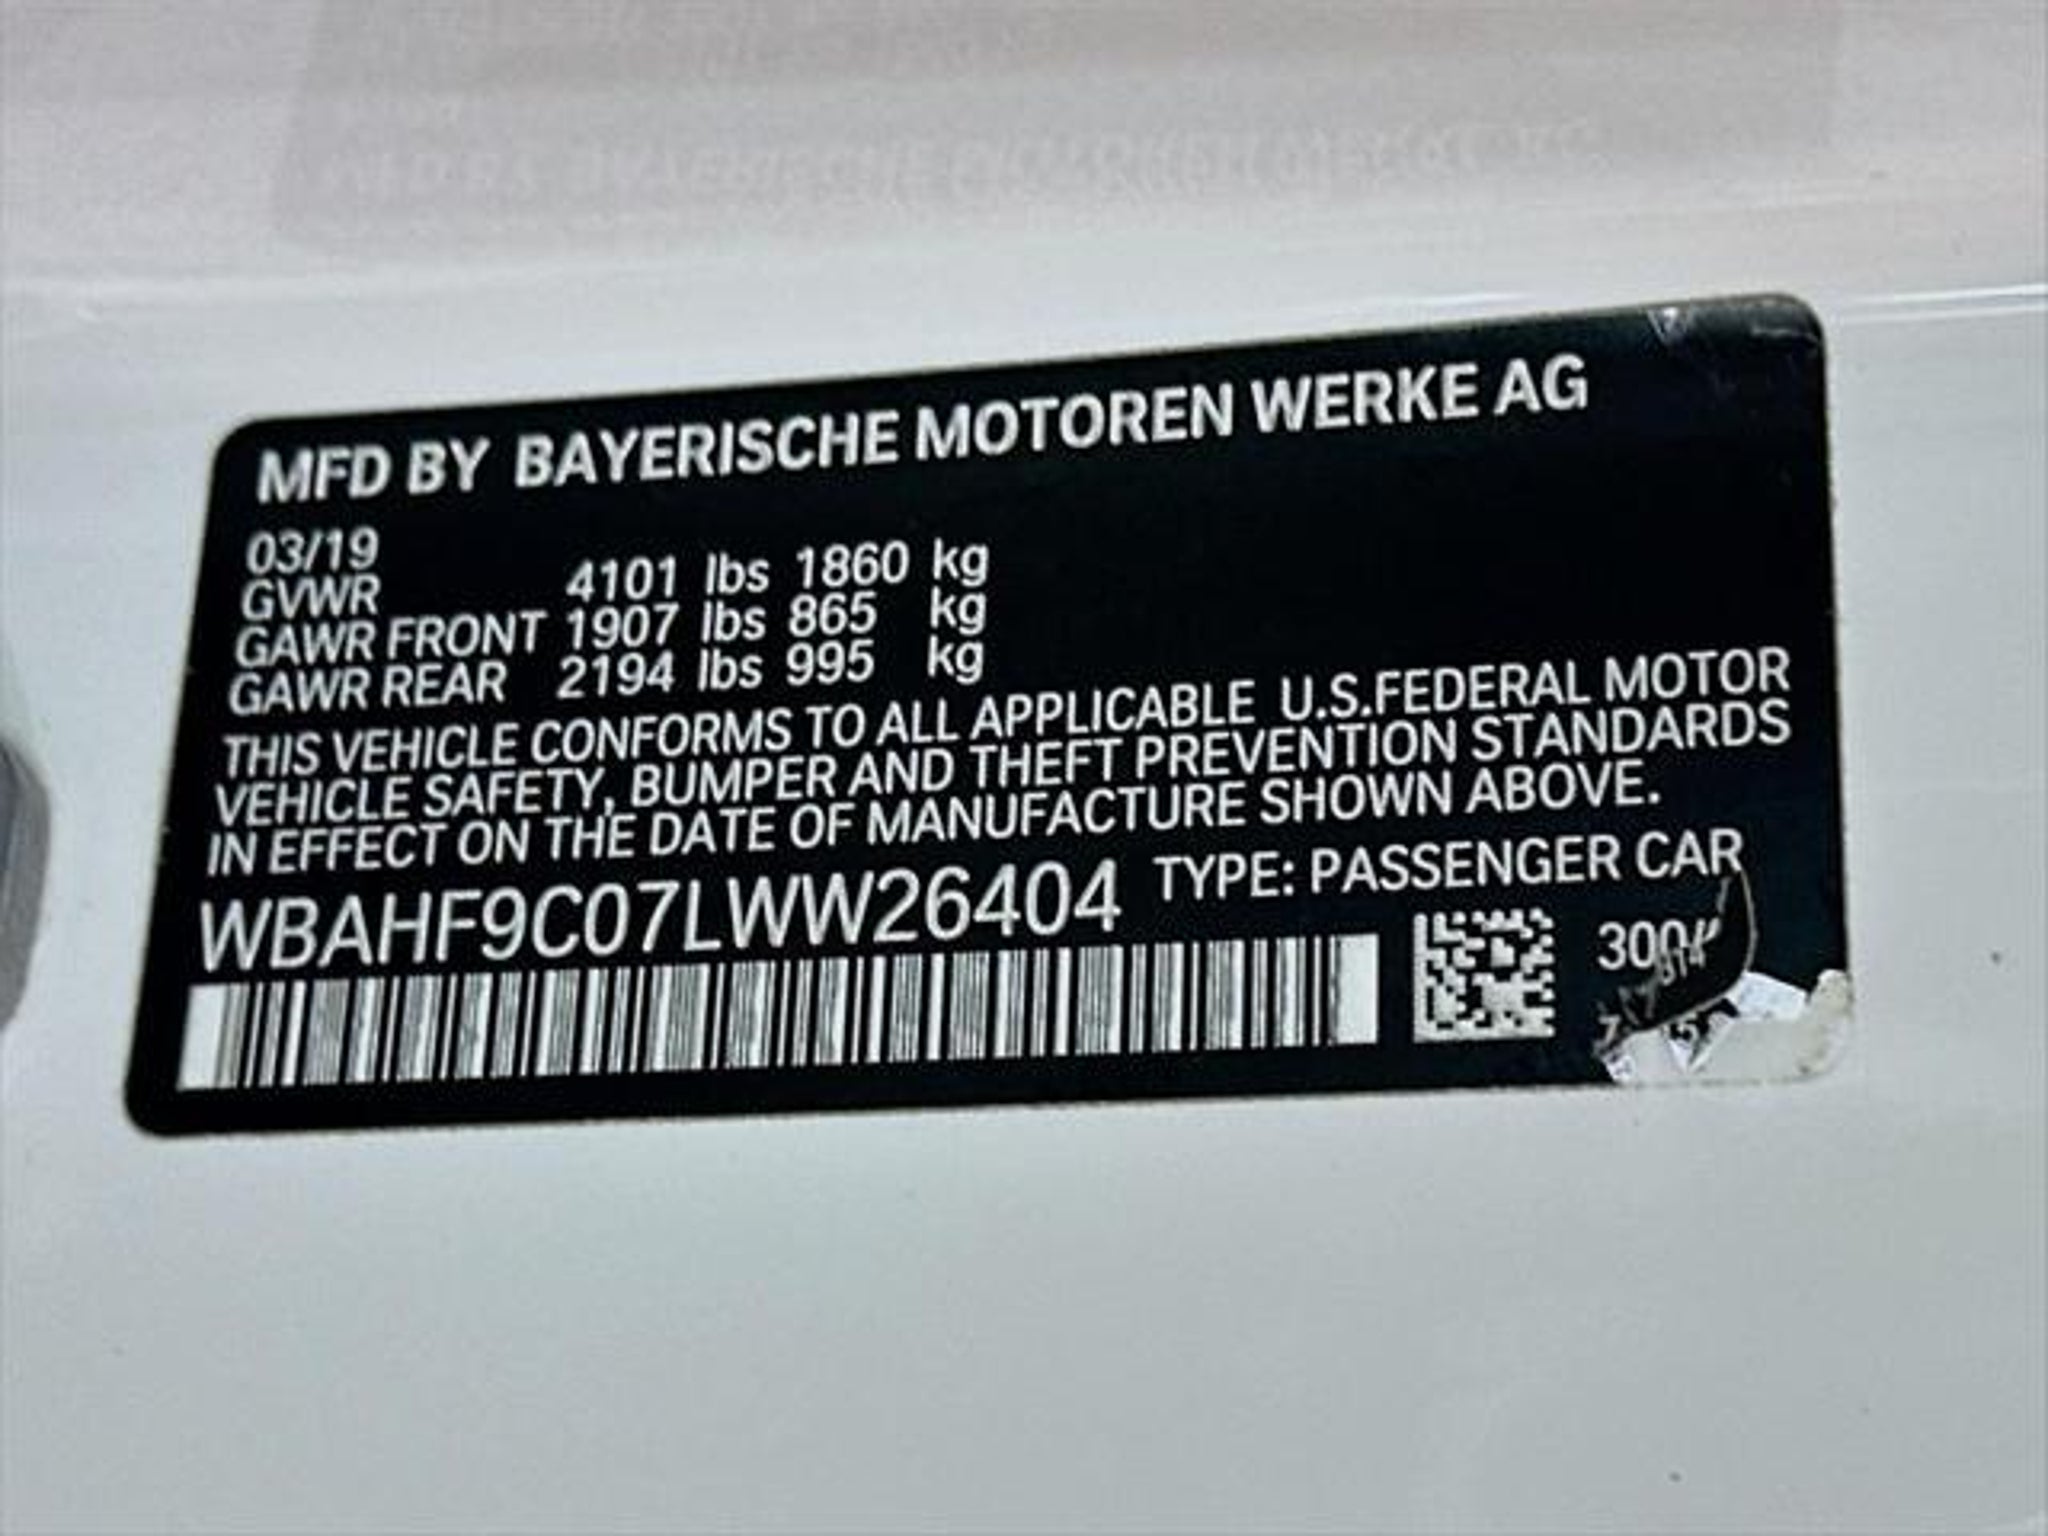 MFD BY BAYERISCHE MOTOREN WERKE AG
03/19
GVWR 4101 lbs 1860 kg
GAWR FRONT 1907 lbs 865 kg
GAWR REAR 2194 lbs 995 kg
THIS VEHICLE CONFORMS TO ALL APPLICABLE U.S.FEDERAL MOTOR
VEHICLE SAFETY, BUMPER AND THEFT PREVENTION STANDARDS
IN EFFECT ON THE DATE OF MANUFACTURE SHOWN ABOVE.
WBAHF9C07LWW26404 TYPE: PASSENGER CAR